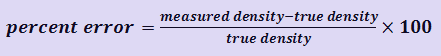 percent error = measured density−true density / true density × 100